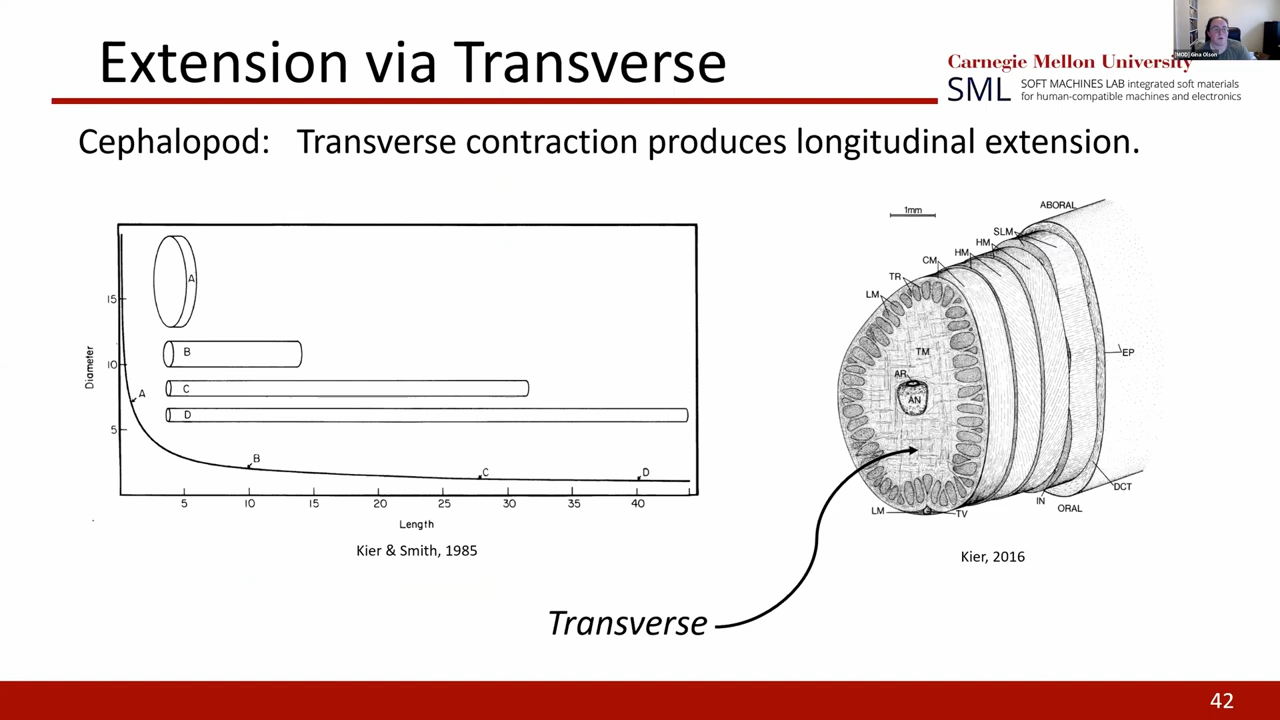 Extension via Transverse
[MOD] Gina Olson
Carnegie Mellon University
SML SOFT MACHINES LAB integrated soft materials
for human-compatible machines and electronics
Cephalopod: Transverse contraction produces longitudinal extension.
Diameter
15
10
5
A
B
C
D
A
B
C
D
5
10
15
20
25
30
35
40
Length
Kier & Smith, 1985
1mm
ABORAL
SLM
HM
HM
CM
TR
LM
TM
AR
AN
EP
DCT
IN
ORAL
LM
TV
Kier, 2016
Transverse
42